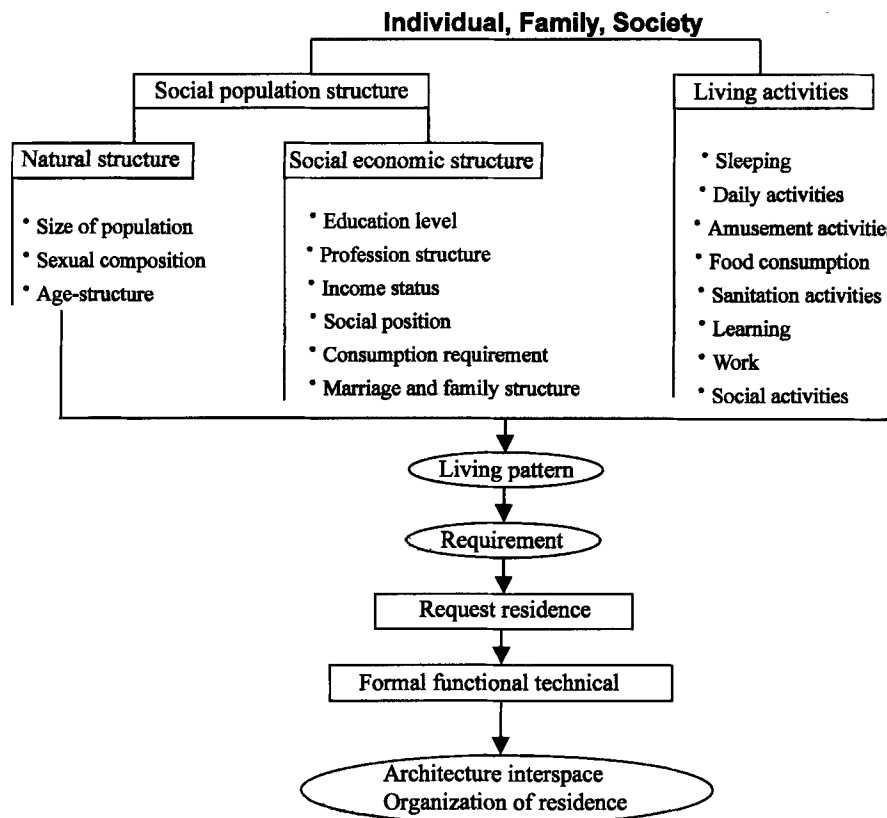 Individual, Family, Society
Social population structure
Living activities
Natural structure
Social economic structure
• Size of population
• Sexual composition
• Age-structure
• Education level
• Profession structure
• Income status
• Social position
• Consumption requirement
• Marriage and family structure
• Sleeping
• Daily activities
• Amusement activities
• Food consumption
• Sanitation activities
• Learning
• Work
• Social activities
Living pattern
Requirement
Request residence
Formal functional technical
Architecture interspace
Organization of residence